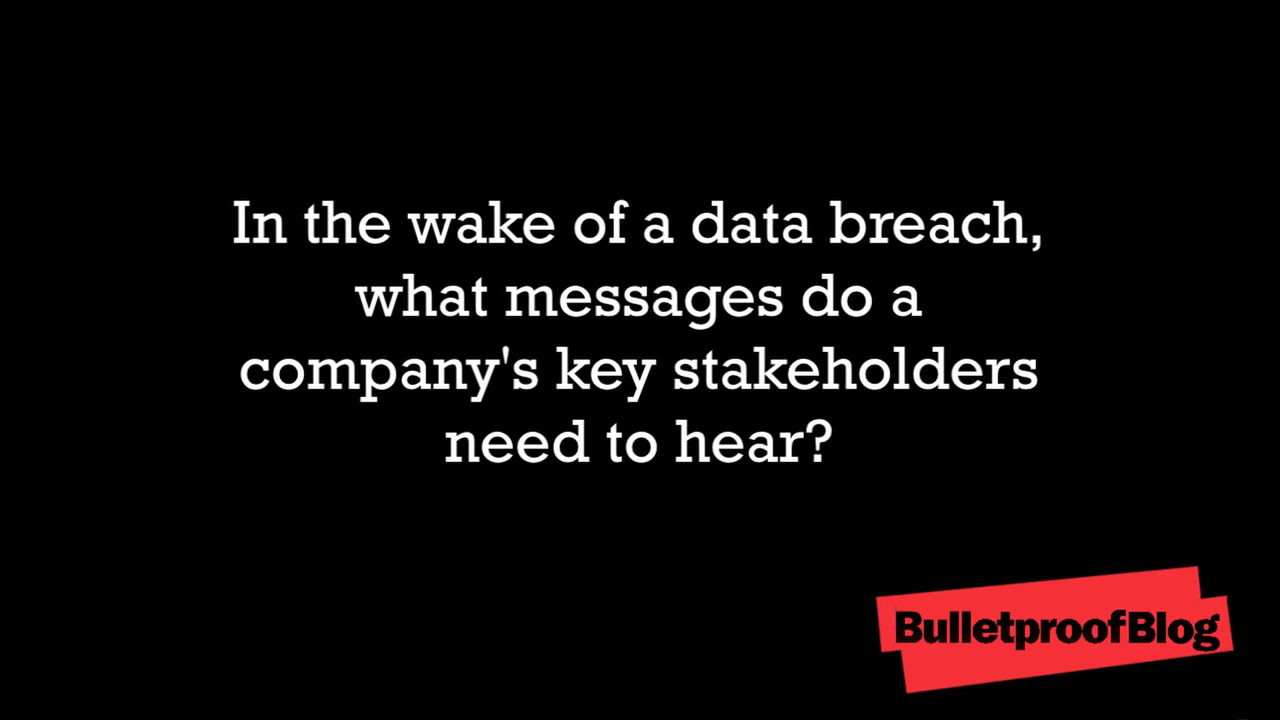 In the wake of a data breach,
what messages do a
company's key stakeholders
need to hear?
BulletproofBlog